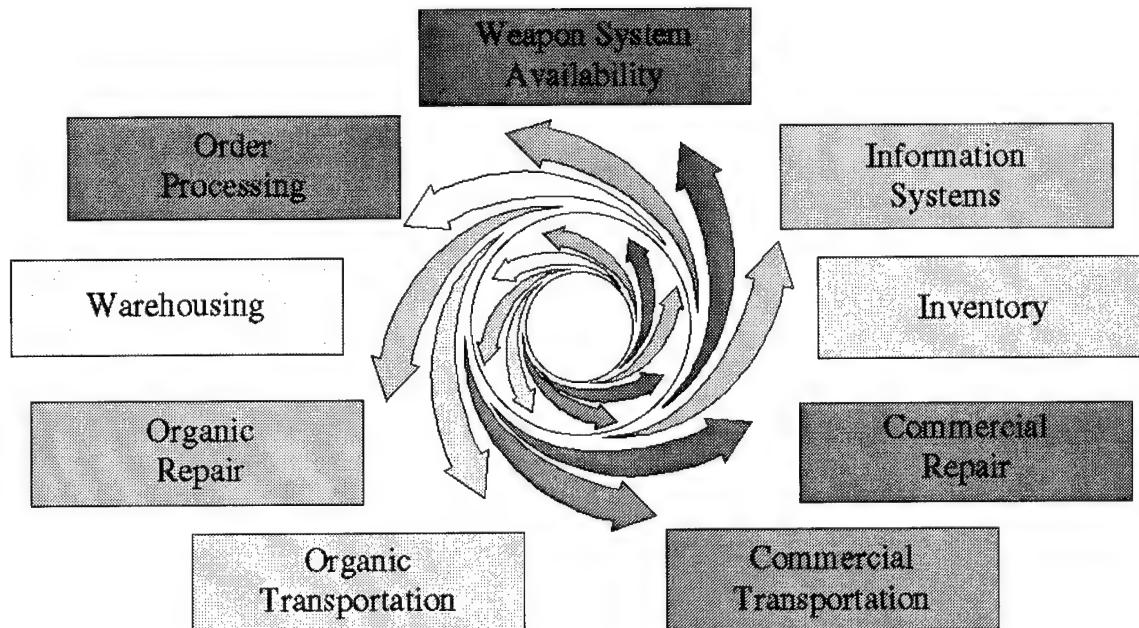 Weapon System
Availability
Order
Processing
Information
Systems
Warehousing
Inventory
Organic
Repair
Commercial
Repair
Organic
Transportation
Commercial
Transportation